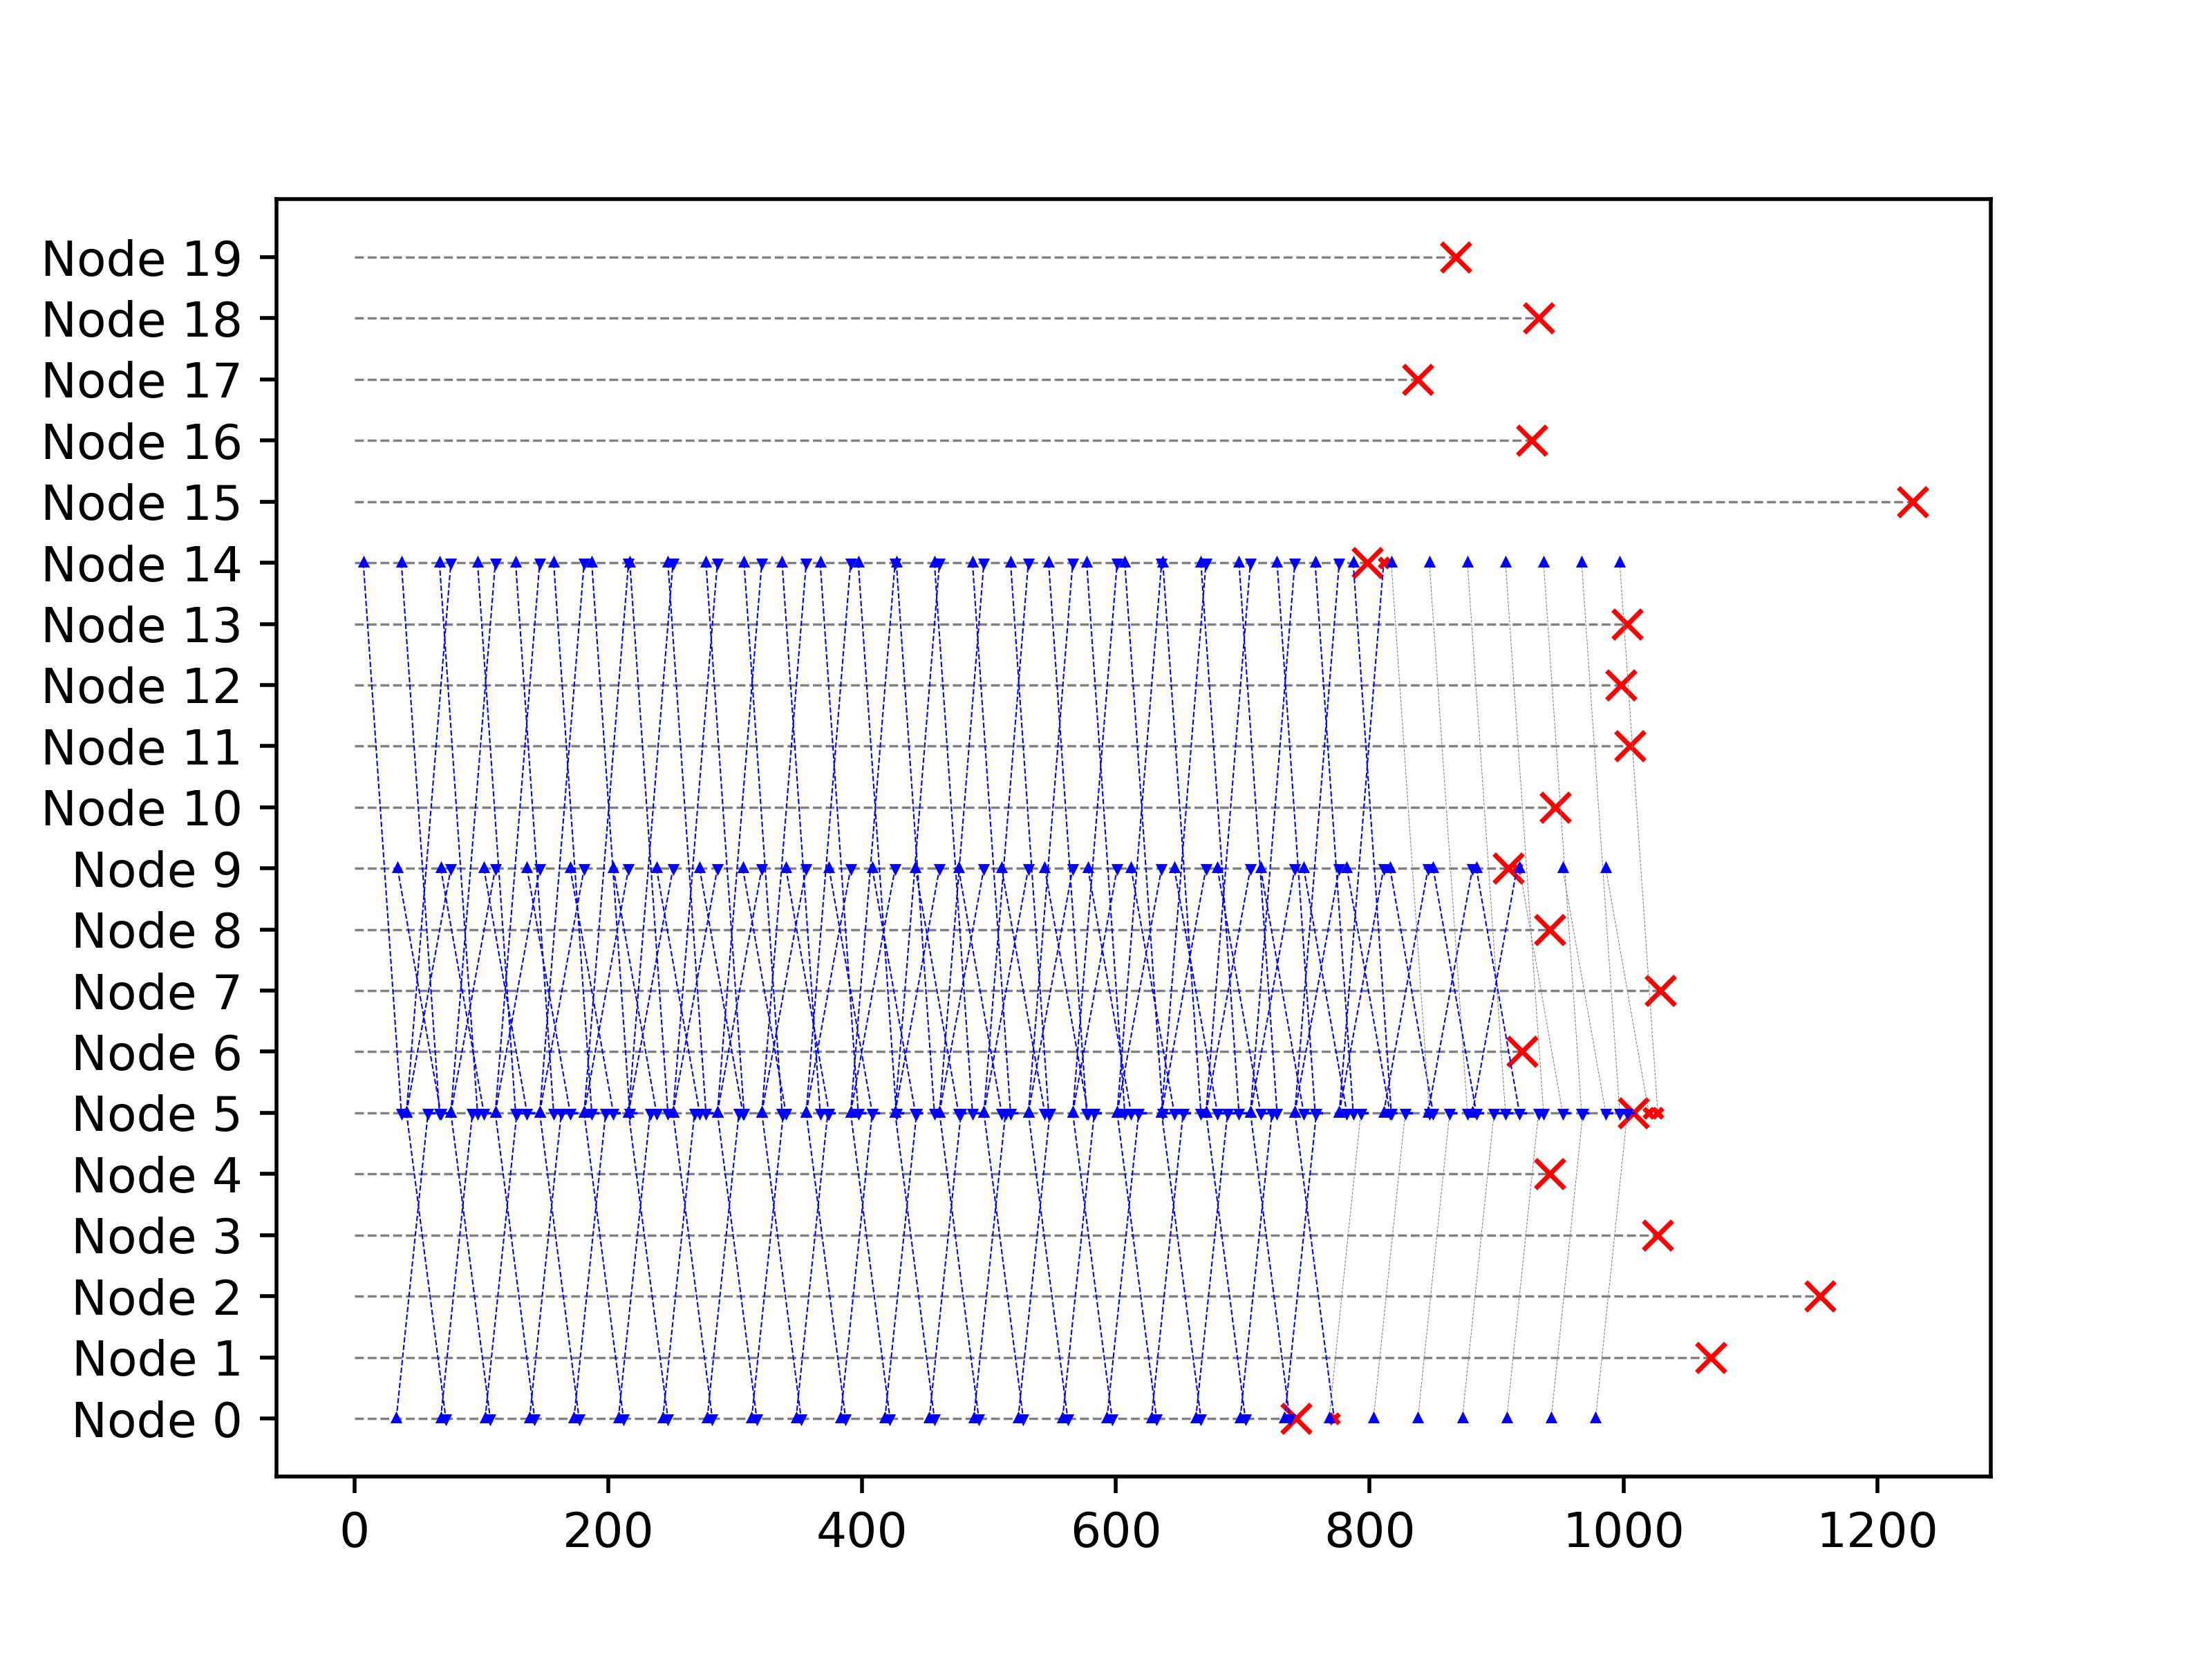 Node 19
Node 18
Node 17
Node 16
Node 15
Node 14
Node 13
Node 12
Node 11
Node 10
Node 9
Node 8
Node 7
Node 6
Node 5
Node 4
Node 3
Node 2
Node 1
Node 0
0 200 400 600 800 1000 1200